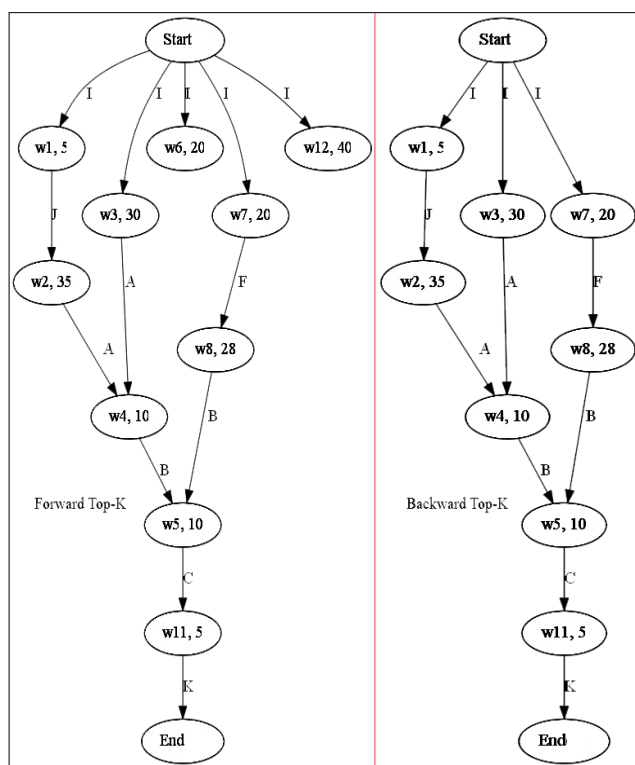 Start
I
I
I
I
I
w1, 5
w6, 20
w12, 40
J
w3, 30
w7, 20
w2, 35
A
F
A
w8, 28
w4, 10
B
B
Forward Top-K
w5, 10
C
w11, 5
K
End
Start
I
I
I
w1, 5
J
w3, 30
w7, 20
w2, 35
A
F
A
w8, 28
w4, 10
B
B
Backward Top-K
w5, 10
C
w11, 5
K
End